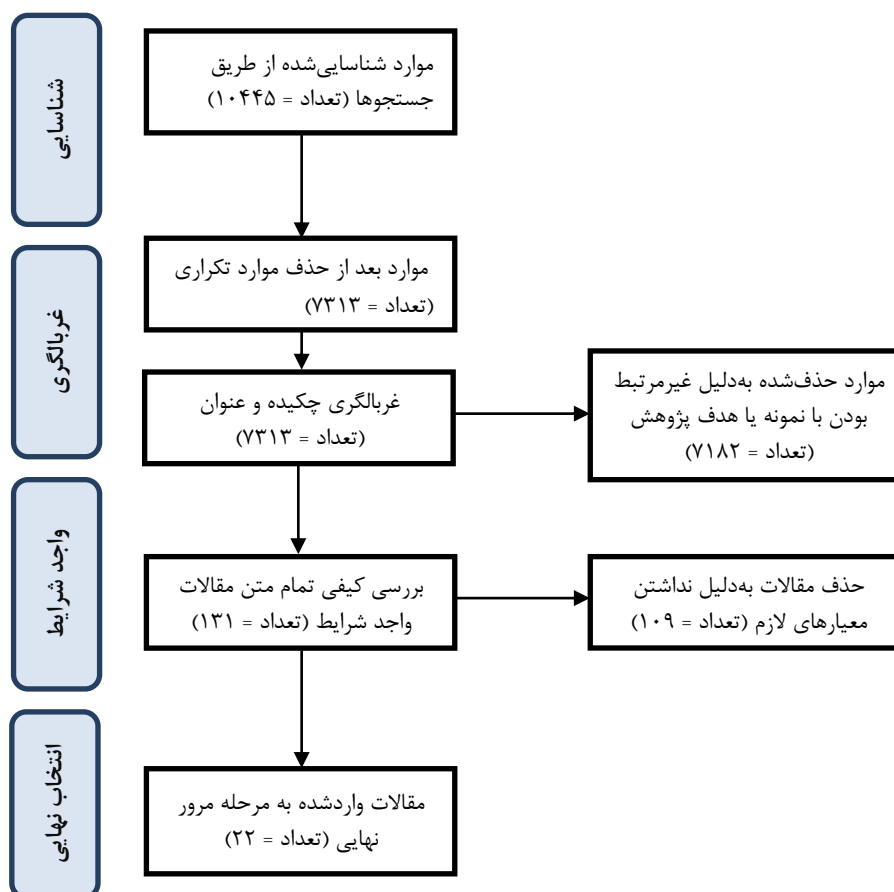 شناسایی
موارد شناسایی‌شده از طریق
جستجوها (تعداد = ۱۰۴۴۵)
غربالگری
موارد بعد از حذف موارد تکراری
(تعداد = ۷۳۱۳)
غربالگری چکیده و عنوان
(تعداد = ۷۳۱۳)
موارد حذف‌شده به‌دلیل غیرمرتبط
بودن با نمونه یا هدف پژوهش
(تعداد = ۷۱۸۲)
واجد شرایط
بررسی کیفی تمام متن مقالات
واجد شرایط (تعداد = ۱۳۱)
حذف مقالات به‌دلیل نداشتن
معیارهای لازم (تعداد = ۱۰۹)
انتخاب نهایی
مقالات واردشده به مرحله مرور
نهایی (تعداد = ۲۲)